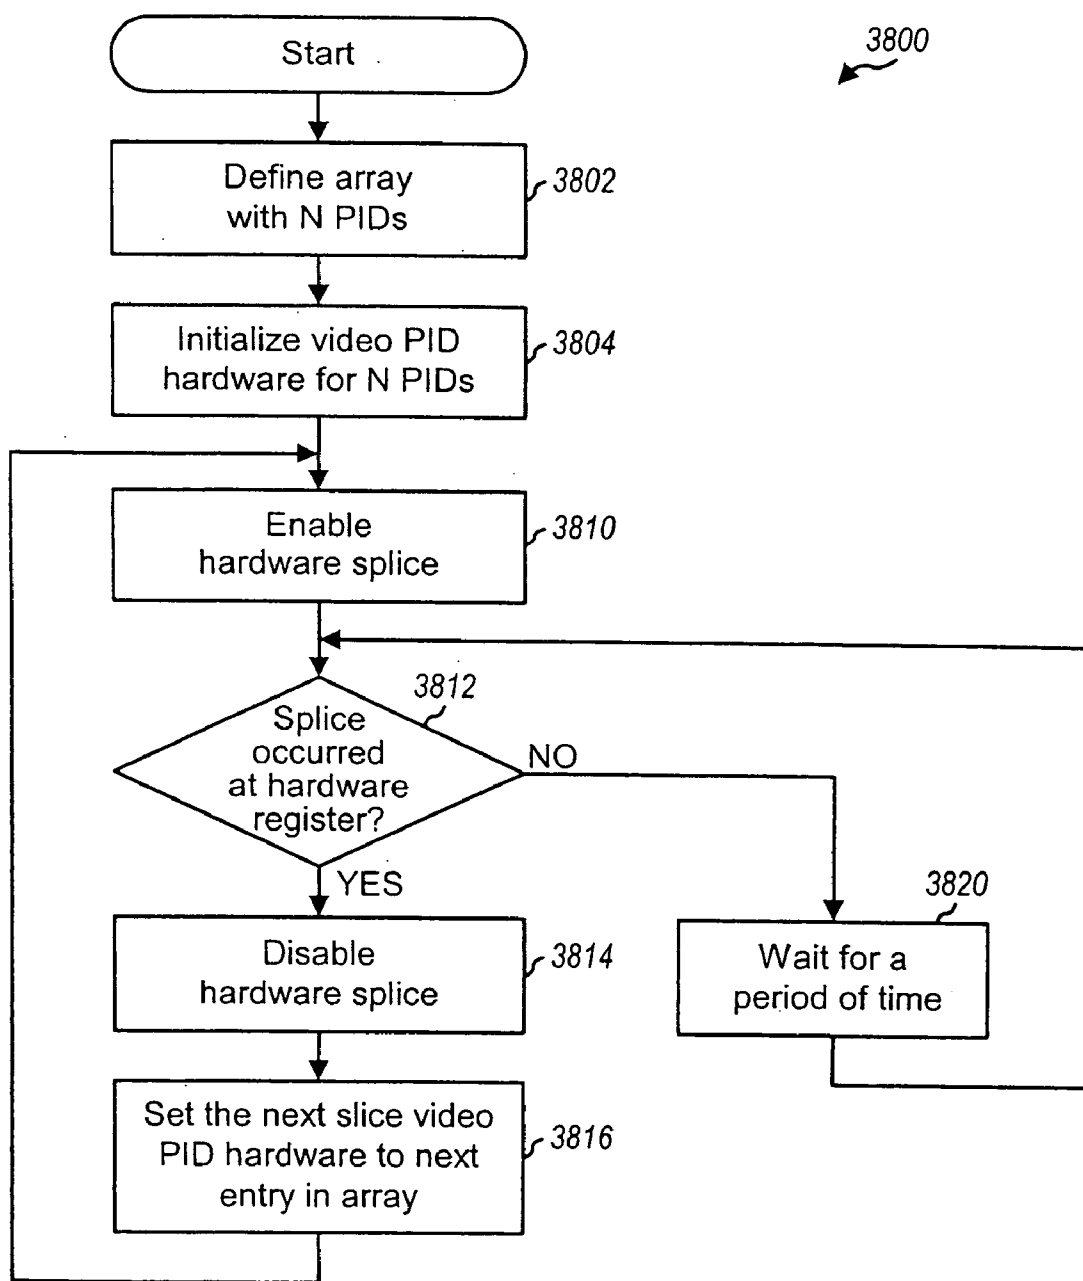 Start
3800
Define array
with N PIDs
3802
Initialize video PID
hardware for N PIDs
3804
Enable
hardware splice
3810
3812
Splice
occurred
at hardware
register?
NO
YES
3820
Disable
hardware splice
3814
Wait for a
period of time
Set the next slice video
PID hardware to next
entry in array
3816